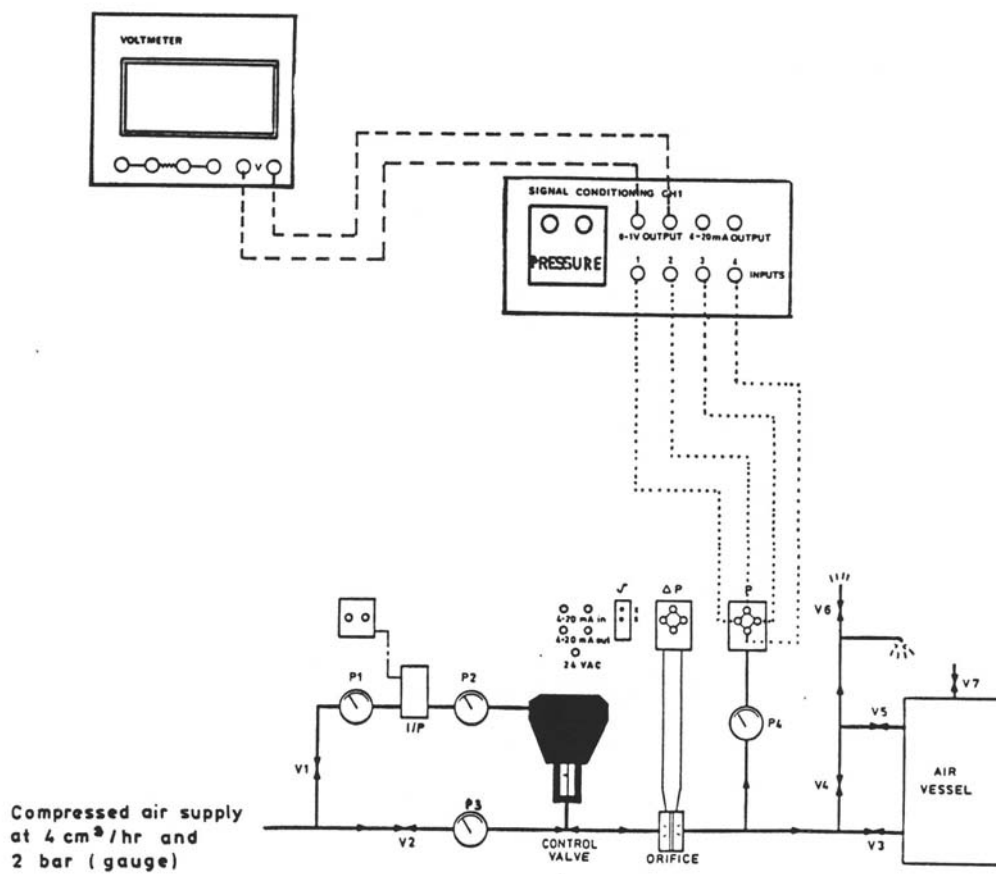 VOLTMETER
V
SIGNAL CONDITIONING CH1
0-1V OUTPUT 4-20mA OUTPUT
PRESSURE
1 2 3 4
INPUTS
√ ΔP P
4-20 mA in
4-20 mA out
24 VAC
V6
V7
P1 P2
I/P
P4
V5
V1
V4
AIR
VESSEL
Compressed air supply
at 4 cm³/hr and
2 bar (gauge)
P3
V2
CONTROL
VALVE
ORIFICE
V3